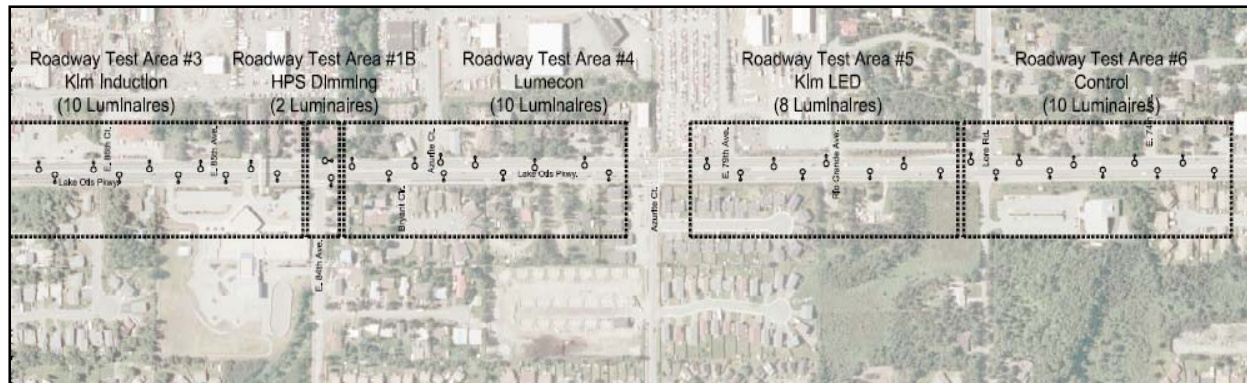 Roadway Test Area #3
Kim Induction
(10 Luminaires)
Roadway Test Area #1B
HPS Dimming
(2 Luminaires)
Roadway Test Area #4
Lumecon
(10 Luminaires)
Roadway Test Area #5
Kim LED
(8 Luminaires)
Roadway Test Area #6
Control
(10 Luminaires)
E. 86th Ct.
E. 85th Ave.
Azurite Ct.
E. 79th Ave.
Rio Grande Ave.
Lore Rd.
E. 74th Ave.
Lake Otis Pkwy.
Lake Otis Pkwy.
Bryant Cir.
Azurite Ct.
E. 84th Ave.